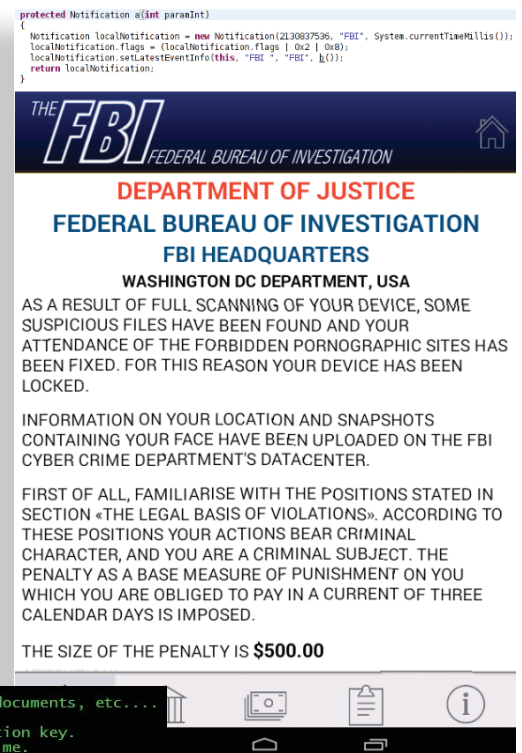 protected Notification a(int paramInt)
{
Notification localNotification = new Notification(2130837536, "FBI", System.currentTimeMillis());
localNotification.flags = (localNotification.flags | 0x2 | 0x8);
localNotification.setLatestEventInfo(this, "FBI ", "FBI", b());
return localNotification;
}
THE FBI FEDERAL BUREAU OF INVESTIGATION
DEPARTMENT OF JUSTICE
FEDERAL BUREAU OF INVESTIGATION
FBI HEADQUARTERS
WASHINGTON DC DEPARTMENT, USA
AS A RESULT OF FULL SCANNING OF YOUR DEVICE, SOME
SUSPICIOUS FILES HAVE BEEN FOUND AND YOUR
ATTENDANCE OF THE FORBIDDEN PORNOGRAPHIC SITES HAS
BEEN FIXED. FOR THIS REASON YOUR DEVICE HAS BEEN
LOCKED.
INFORMATION ON YOUR LOCATION AND SNAPSHOTS
CONTAINING YOUR FACE HAVE BEEN UPLOADED ON THE FBI
CYBER CRIME DEPARTMENT'S DATACENTER.
FIRST OF ALL, FAMILIARISE WITH THE POSITIONS STATED IN
SECTION «THE LEGAL BASIS OF VIOLATIONS». ACCORDING TO
THESE POSITIONS YOUR ACTIONS BEAR CRIMINAL
CHARACTER, AND YOU ARE A CRIMINAL SUBJECT. THE
PENALTY AS A BASE MEASURE OF PUNISHMENT ON YOU
WHICH YOU ARE OBLIGED TO PAY IN A CURRENT OF THREE
CALENDAR DAYS IS IMPOSED.
THE SIZE OF THE PENALTY IS $500.00
documents, etc....
tion key.
me.